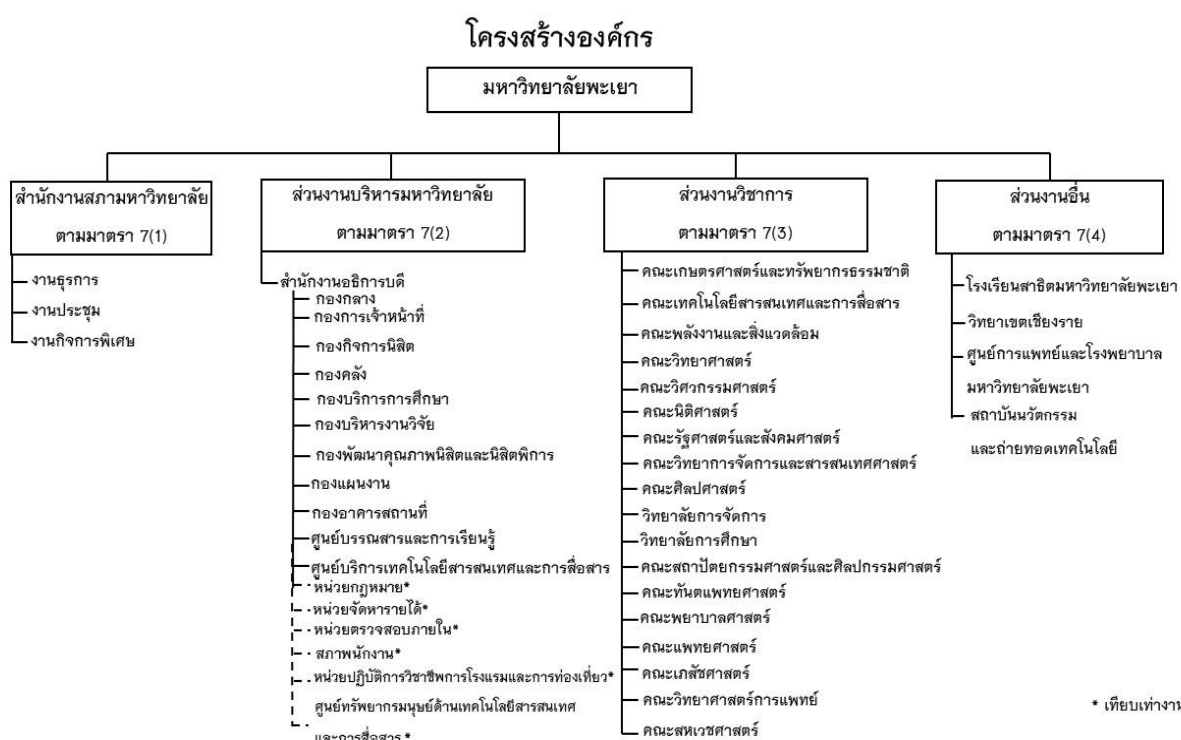 โครงสร้างองค์กร
มหาวิทยาลัยพะเยา
สำนักงานสภามหาวิทยาลัย
ตามมาตรา 7(1)
งานธุรการ
งานประชุม
งานกิจการพิเศษ
ส่วนงานบริหารมหาวิทยาลัย
ตามมาตรา 7(2)
สำนักงานอธิการบดี
กองกลาง
กองการเจ้าหน้าที่
กองกิจการนิสิต
กองคลัง
กองบริการการศึกษา
กองบริหารงานวิจัย
กองพัฒนาคุณภาพนิสิตและนิสิตพิการ
กองแผนงาน
กองอาคารสถานที่
ศูนย์บรรณสารและการเรียนรู้
ศูนย์บริการเทคโนโลยีสารสนเทศและการสื่อสาร
หน่วยกฎหมาย*
หน่วยจัดหารายได้*
หน่วยตรวจสอบภายใน*
สภาพนักงาน*
หน่วยปฏิบัติการวิชาชีพการโรงแรมและการท่องเที่ยว*
ศูนย์ทรัพยากรมนุษย์ด้านเทคโนโลยีสารสนเทศ
และการสื่อสาร *
ส่วนงานวิชาการ
ตามมาตรา 7(3)
คณะเกษตรศาสตร์และทรัพยากรธรรมชาติ
คณะเทคโนโลยีสารสนเทศและการสื่อสาร
คณะพลังงานและสิ่งแวดล้อม
คณะวิทยาศาสตร์
คณะวิศวกรรมศาสตร์
คณะนิติศาสตร์
คณะรัฐศาสตร์และสังคมศาสตร์
คณะวิทยาการจัดการและสารสนเทศศาสตร์
คณะศิลปศาสตร์
วิทยาลัยการจัดการ
วิทยาลัยการศึกษา
คณะสถาปัตยกรรมศาสตร์และศิลปกรรมศาสตร์
คณะทันตแพทยศาสตร์
คณะพยาบาลศาสตร์
คณะแพทยศาสตร์
คณะเภสัชศาสตร์
คณะวิทยาศาสตร์การแพทย์
คณะสหเวชศาสตร์
ส่วนงานอื่น
ตามมาตรา 7(4)
โรงเรียนสาธิตมหาวิทยาลัยพะเยา
วิทยาเขตเชียงราย
ศูนย์การแพทย์และโรงพยาบาล
มหาวิทยาลัยพะเยา
สถาบันนวัตกรรม
และถ่ายทอดเทคโนโลยี
* เทียบเท่างาน